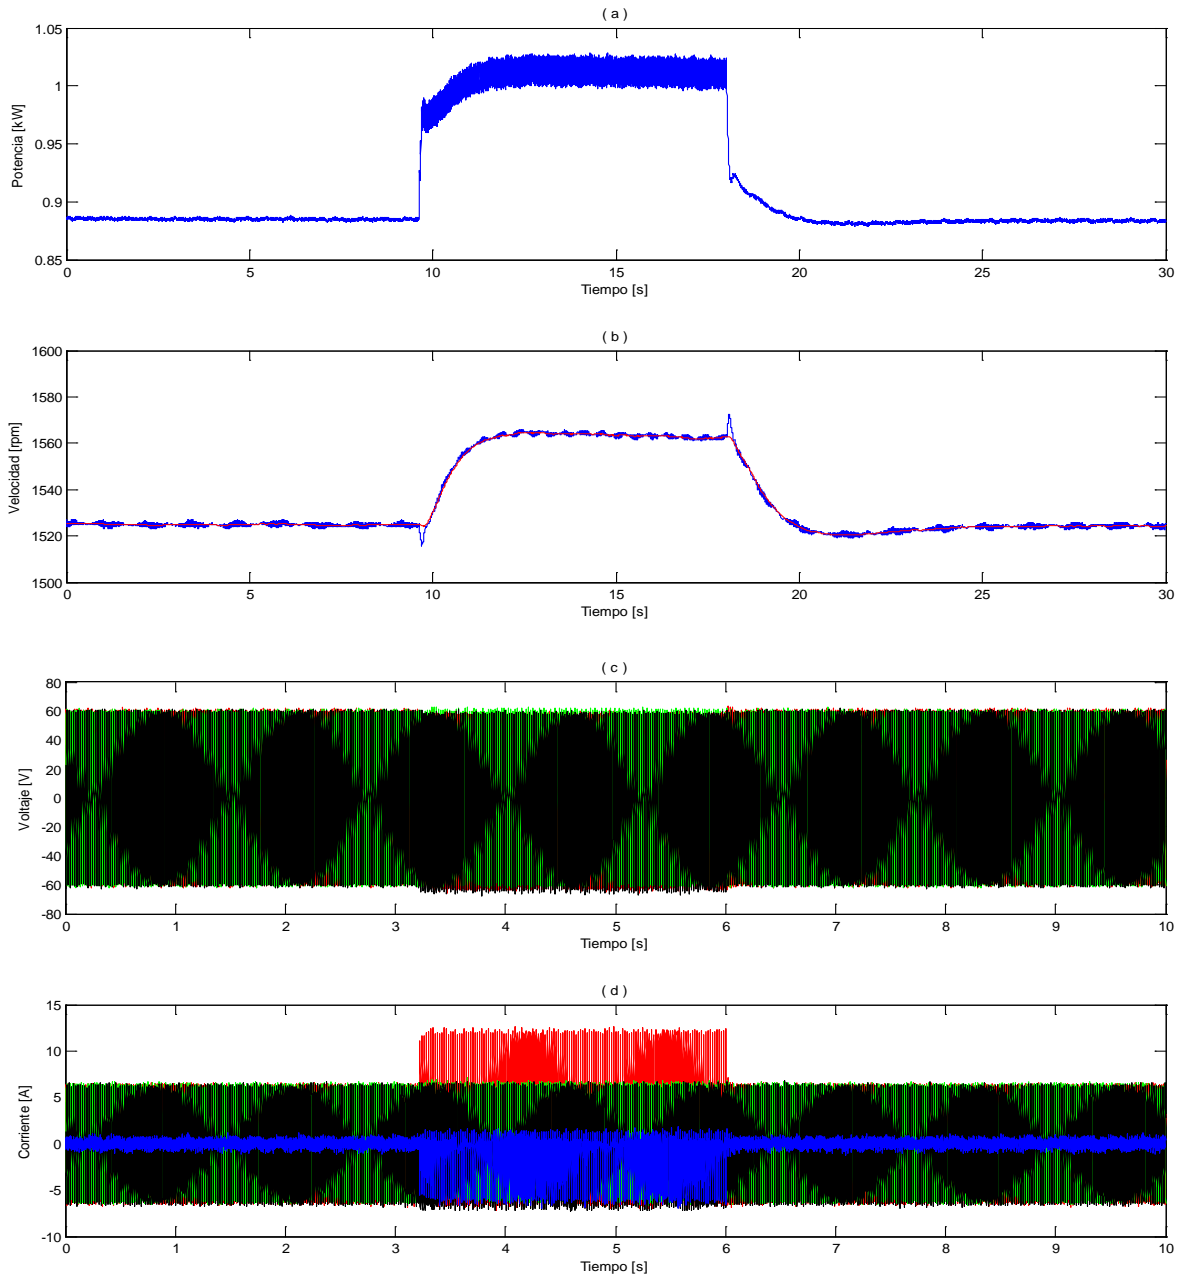 ( a )
1.05
1
0.95
0.9
0.85
Potencia [kW]
0 5 10 15 20 25 30
Tiempo [s]
( b )
1600
1580
1560
1540
1520
1500
Velocidad [rpm]
0 5 10 15 20 25 30
Tiempo [s]
( c )
80
60
40
20
0
-20
-40
-60
-80
Voltaje [V]
0 1 2 3 4 5 6 7 8 9 10
Tiempo [s]
( d )
15
10
5
0
-5
-10
Corriente [A]
0 1 2 3 4 5 6 7 8 9 10
Tiempo [s]